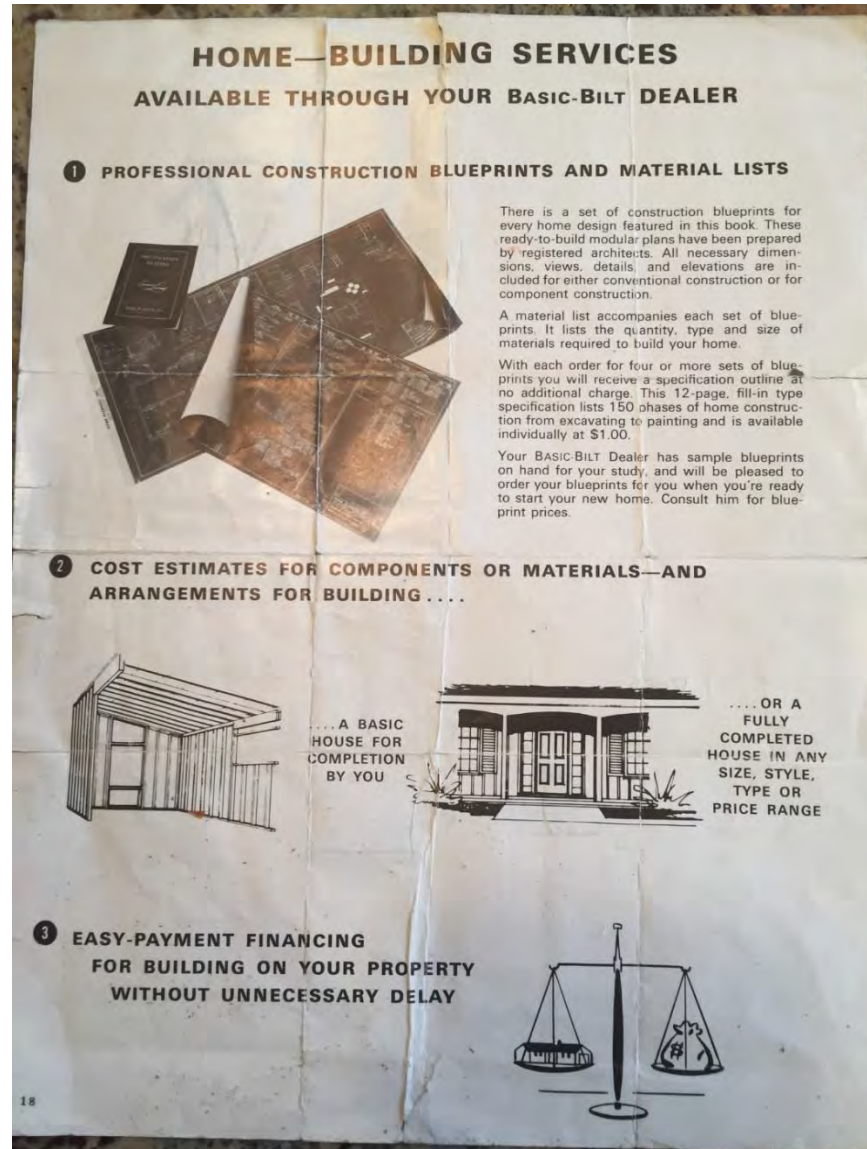 HOME—BUILDING SERVICES
AVAILABLE THROUGH YOUR BASIC-BILT DEALER
1 PROFESSIONAL CONSTRUCTION BLUEPRINTS AND MATERIAL LISTS
There is a set of construction blueprints for
every home design featured in this book. These
ready-to-build modular plans have been prepared
by registered architects. All necessary dimen-
sions, views, details and elevations are in-
cluded for either conventional construction or for
component construction.
A material list accompanies each set of blue-
prints. It lists the quantity, type and size of
materials required to build your home.
With each order for four or more sets of blue-
prints you will receive a specification outline at
no additional charge. This 12-page, fill-in type
specification lists 150 phases of home construc-
tion from excavating to painting and is available
individually at $1.00.
Your BASIC-BILT Dealer has sample blueprints
on hand for your study, and will be pleased to
order your blueprints for you when you're ready
to start your new home. Consult him for blue-
print prices.
2 COST ESTIMATES FOR COMPONENTS OR MATERIALS—AND
ARRANGEMENTS FOR BUILDING....
....A BASIC
HOUSE FOR
COMPLETION
BY YOU
....OR A
FULLY
COMPLETED
HOUSE IN ANY
SIZE, STYLE,
TYPE OR
PRICE RANGE
3 EASY-PAYMENT FINANCING
FOR BUILDING ON YOUR PROPERTY
WITHOUT UNNECESSARY DELAY
$
18